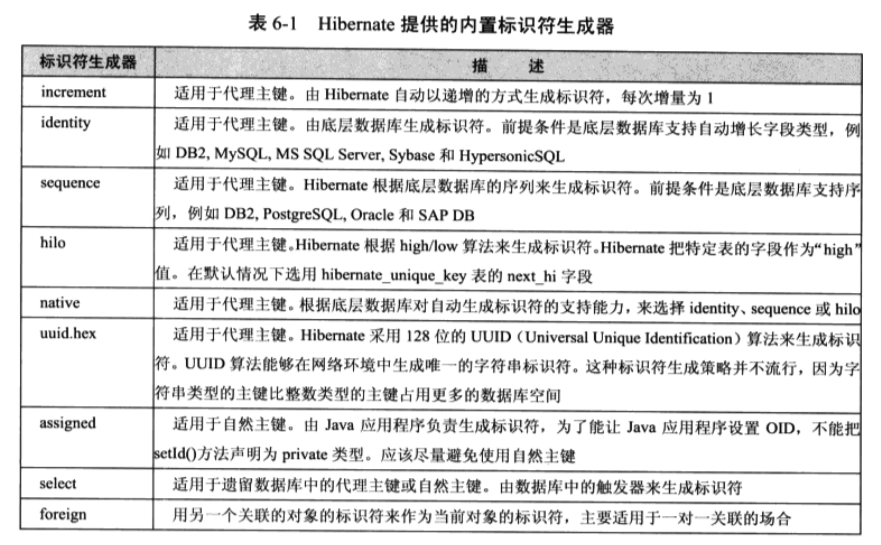 表 6-1 Hibernate 提供的内置标识符生成器
标识符生成器 描 述
increment 适用于代理主键。由 Hibernate 自动以递增的方式生成标识符，每次增量为 1
identity 适用于代理主键。由底层数据库生成标识符。前提条件是底层数据库支持自动增长字段类型，例
如 DB2, MySQL, MS SQL Server, Sybase 和 HypersonicSQL
sequence 适用于代理主键。Hibernate 根据底层数据库的序列来生成标识符。前提条件是底层数据库支持序
列，例如 DB2, PostgreSQL, Oracle 和 SAP DB
hilo 适用于代理主键。Hibernate 根据 high/low 算法来生成标识符。Hibernate 把特定表的字段作为“high”
值。在默认情况下选用 hibernate_unique_key 表的 next_hi 字段
native 适用于代理主键。根据底层数据库对自动生成标识符的支持能力，来选择 identity、sequence 或 hilo
uuid.hex 适用于代理主键。Hibernate 采用 128 位的 UUID（Universal Unique Identification）算法来生成标识
符。UUID 算法能够在网络环境中生成唯一的字符串标识符。这种标识符生成策略并不流行，因为字
符串类型的主键比整数类型的主键占用更多的数据库空间
assigned 适用于自然主键。由 Java 应用程序负责生成标识符，为了能让 Java 应用程序设置 OID，不能把
setId()方法声明为 private 类型。应该尽量避免使用自然主键
select 适用于遗留数据库中的代理主键或自然主键。由数据库中的触发器来生成标识符
foreign 用另一个关联的对象的标识符来作为当前对象的标识符，主要适用于一对一关联的场合